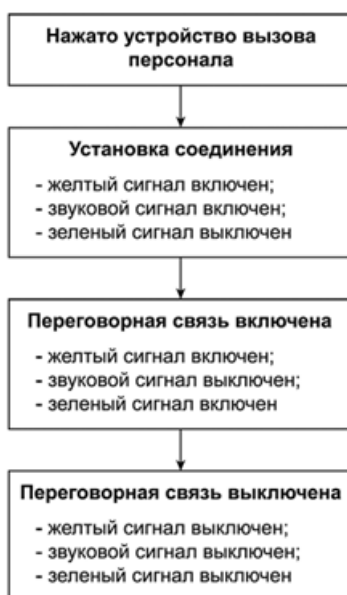 Нажато устройство вызова
персонала
Установка соединения
- желтый сигнал включен;
- звуковой сигнал включен;
- зеленый сигнал выключен
Переговорная связь включена
- желтый сигнал включен;
- звуковой сигнал выключен;
- зеленый сигнал включен
Переговорная связь выключена
- желтый сигнал выключен;
- звуковой сигнал выключен;
- зеленый сигнал выключен